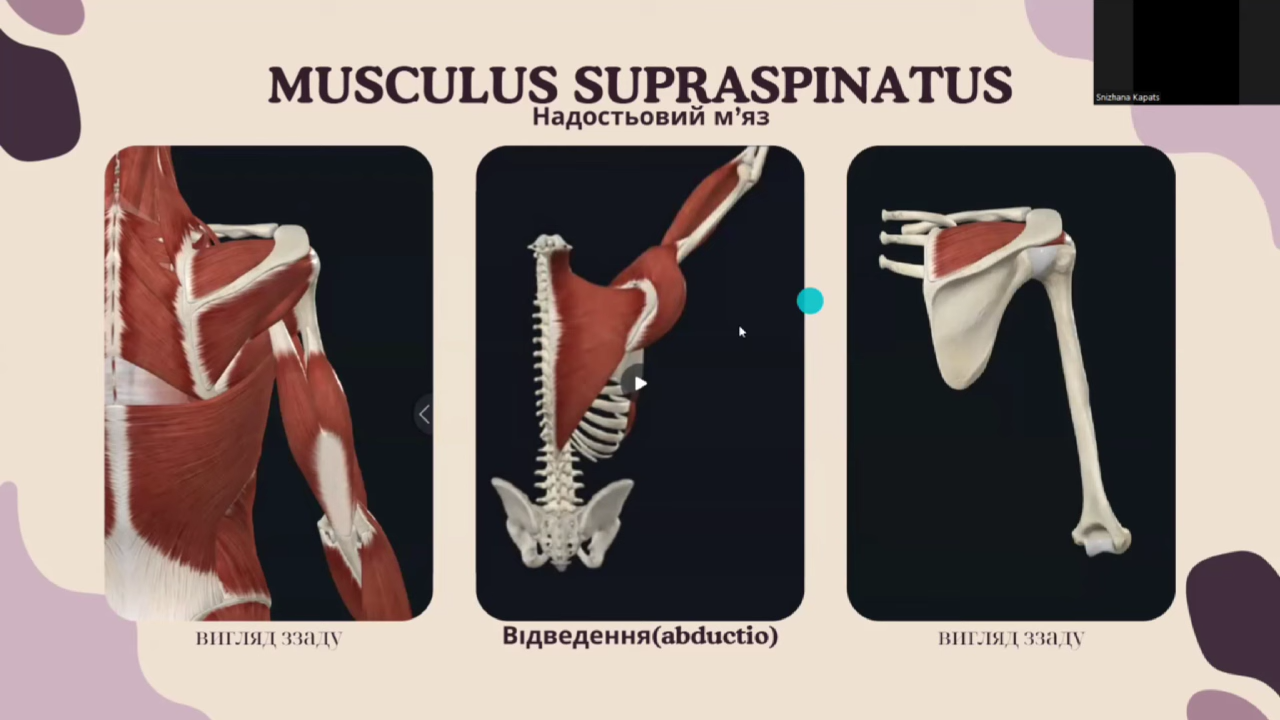 MUSCULUS SUPRASPINATUS
Надостьовий м’яз
Snizhana Kapats
вигляд ззаду
Відведення(abductio)
вигляд ззаду